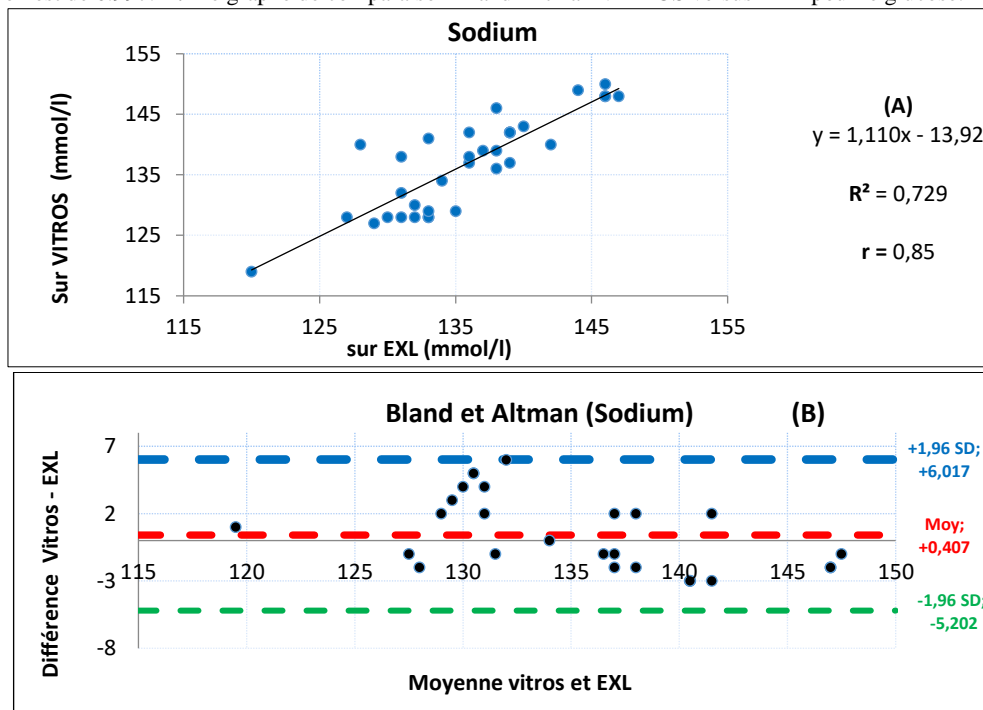 Sodium
155
145
135
125
115
115
125
135
145
155
Sur VITROS (mmol/l)
sur EXL (mmol/l)
(A)
y = 1,110x - 13,92
R² = 0,729
r = 0,85
Bland et Altman (Sodium) (B)
7
2
-3
-8
115
120
125
130
135
140
145
150
Différence Vitros - EXL
Moyenne vitros et EXL
+1,96 SD;
+6,017
Moy;
+0,407
-1,96 SD;
-5,202